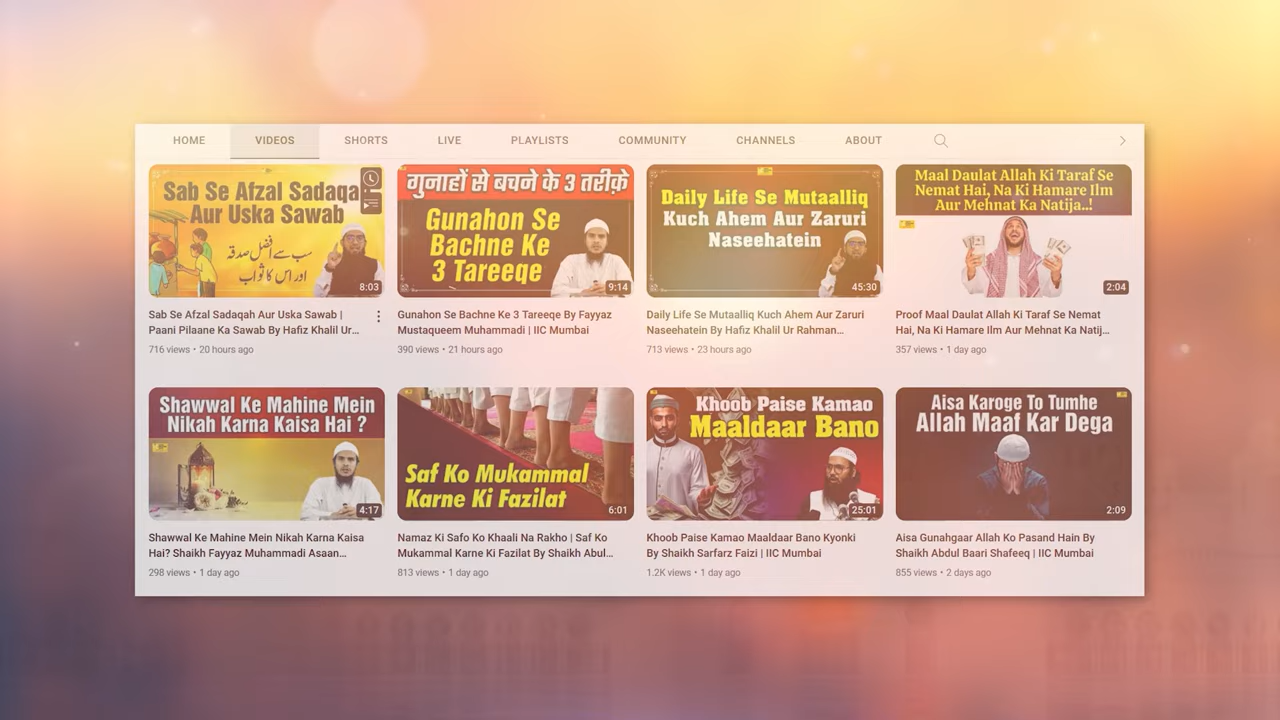 HOME VIDEOS SHORTS LIVE PLAYLISTS COMMUNITY CHANNELS ABOUT
Sab Se Afzal Sadaqa
Aur Uska Sawab
سب سے افضل صدقہ
اور اس کا ثواب
8:03
Sab Se Afzal Sadaqah Aur Uska Sawab |
Paani Pilaane Ka Sawab By Hafiz Khalil Ur...
716 views • 20 hours ago
गुनाहों से बचने के 3 तरीक़े
Gunahon Se
Bachne Ke
3 Tareeqe
9:14
Gunahon Se Bachne Ke 3 Tareeqe By Fayyaz
Mustaqeem Muhammadi | IIC Mumbai
390 views • 21 hours ago
Daily Life Se Mutaalliq
Kuch Ahem Aur Zaruri
Naseehatein
45:30
Daily Life Se Mutaalliq Kuch Ahem Aur Zaruri
Naseehatein By Hafiz Khalil Ur Rahman...
713 views • 23 hours ago
Maal Daulat Allah Ki Taraf Se
Nemat Hai, Na Ki Hamare Ilm
Aur Mehnat Ka Natija..!
2:04
Proof Maal Daulat Allah Ki Taraf Se Nemat
Hai, Na Ki Hamare Ilm Aur Mehnat Ka Natij...
357 views • 1 day ago
Shawwal Ke Mahine Mein
Nikah Karna Kaisa Hai ?
4:17
Shawwal Ke Mahine Mein Nikah Karna Kaisa
Hai? Shaikh Fayyaz Muhammadi Asaan...
298 views • 1 day ago
Saf Ko Mukammal
Karne Ki Fazilat
6:01
Namaz Ki Safo Ko Khaali Na Rakho | Saf Ko
Mukammal Karne Ki Fazilat By Shaikh Abul...
813 views • 1 day ago
Khoob Paise Kamao
Maaldaar Bano
25:01
Khoob Paise Kamao Maaldaar Bano Kyonki
By Shaikh Sarfarz Faizi | IIC Mumbai
1.2K views • 1 day ago
Aisa Karoge To Tumhe
Allah Maaf Kar Dega
2:09
Aisa Gunahgaar Allah Ko Pasand Hain By
Shaikh Abdul Baari Shafeeq | IIC Mumbai
855 views • 2 days ago